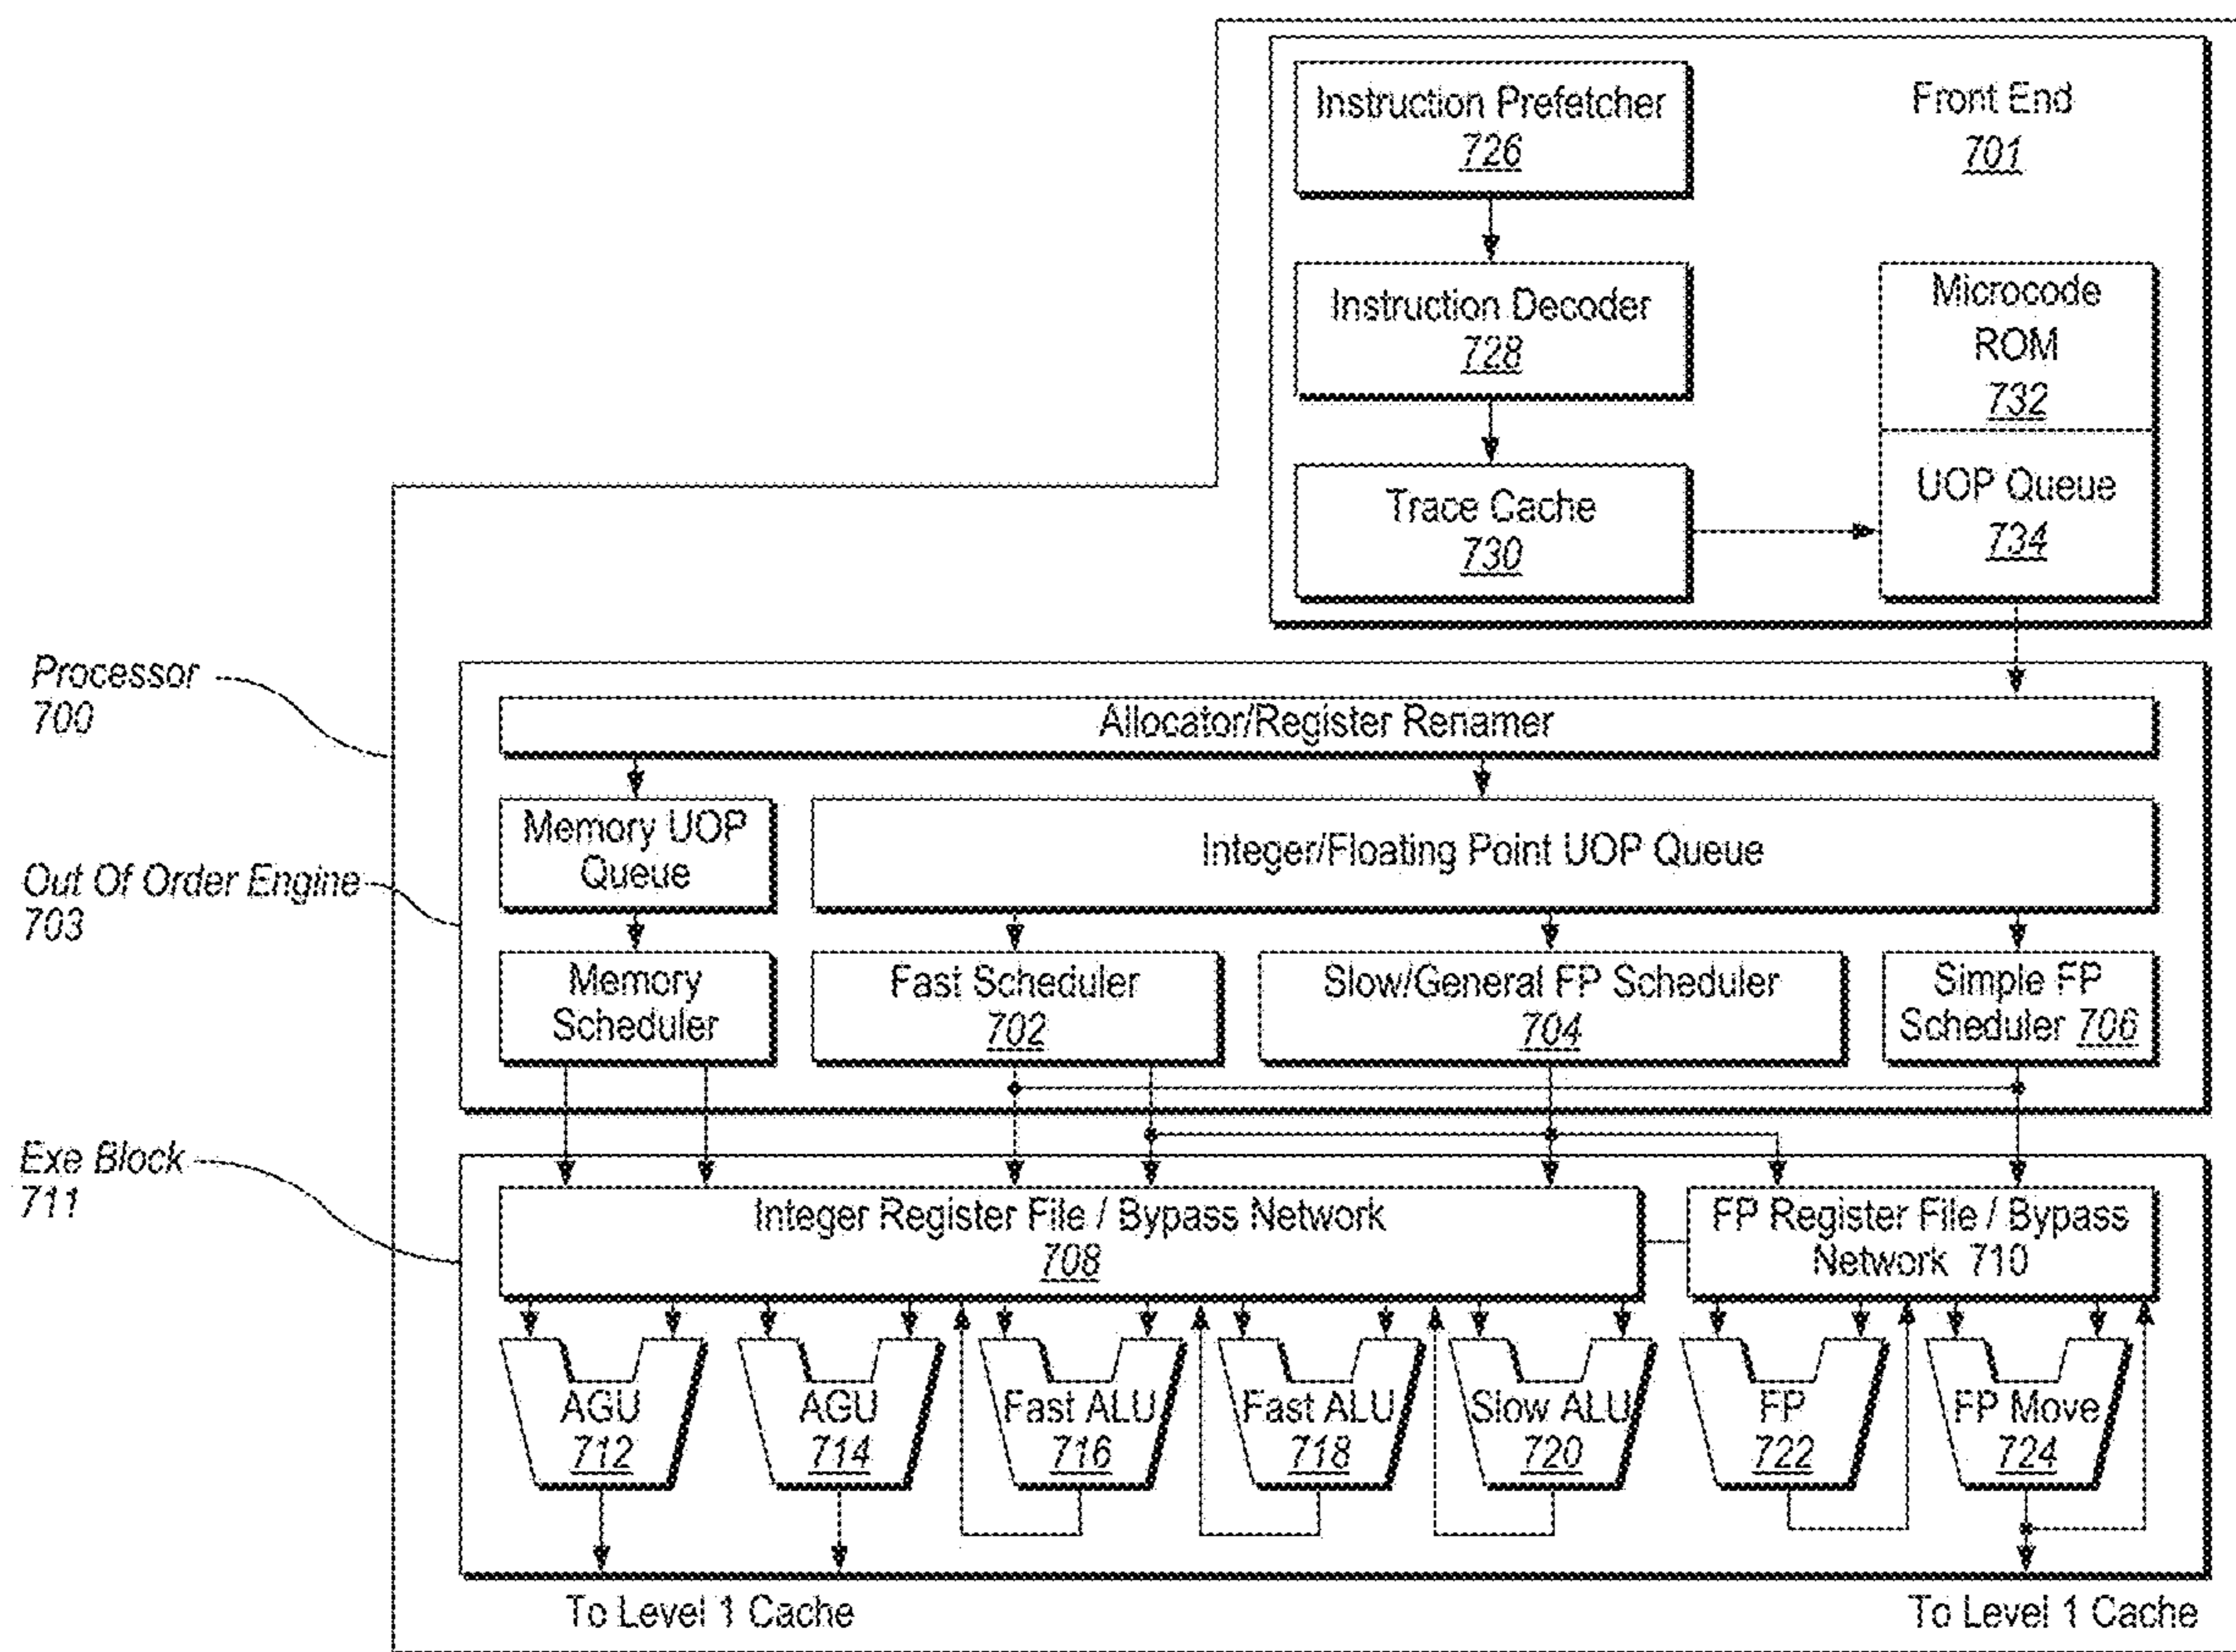 Instruction Prefetcher
726
Front End
701
Instruction Decoder
728
Microcode
ROM
732
Trace Cache
730
UOP Queue
734
Processor
700
Allocator/Register Renamer
Memory UOP
Queue
Integer/Floating Point UOP Queue
Out Of Order Engine
703
Memory
Scheduler
Fast Scheduler
702
Slow/General FP Scheduler
704
Simple FP
Scheduler 706
Exe Block
711
Integer Register File / Bypass Network
708
FP Register File / Bypass
Network 710
AGU
712
AGU
714
Fast ALU
716
Fast ALU
718
Slow ALU
720
FP
722
FP Move
724
To Level 1 Cache
To Level 1 Cache